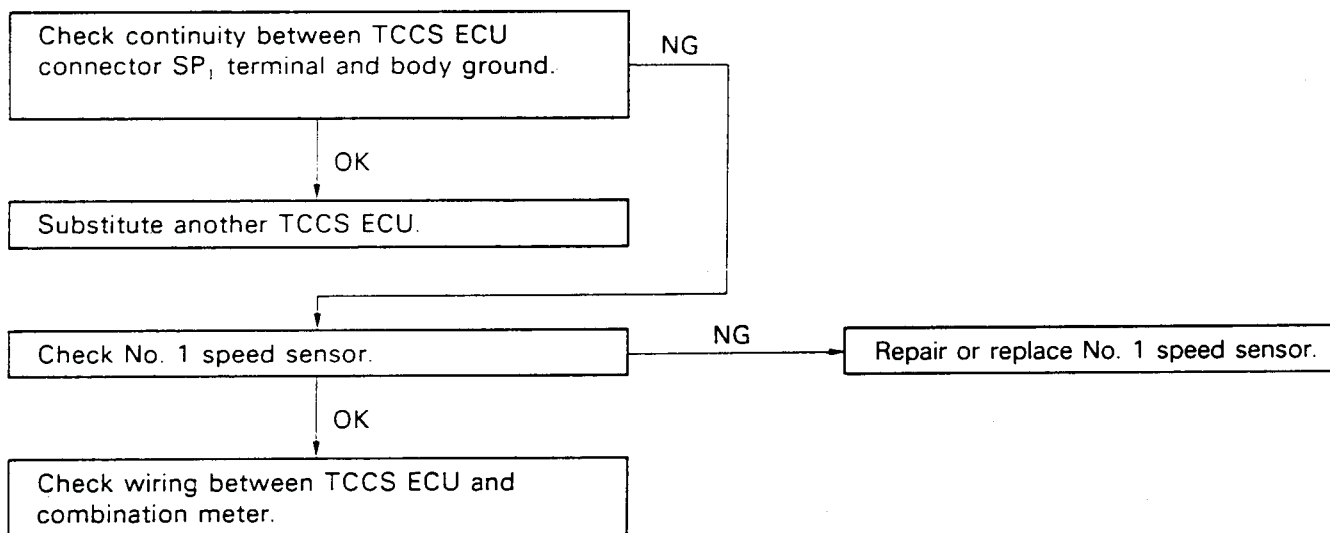 Check continuity between TCCS ECU
connector SP₁ terminal and body ground.
NG
OK
Substitute another TCCS ECU.
Check No. 1 speed sensor.
NG
Repair or replace No. 1 speed sensor.
OK
Check wiring between TCCS ECU and
combination meter.